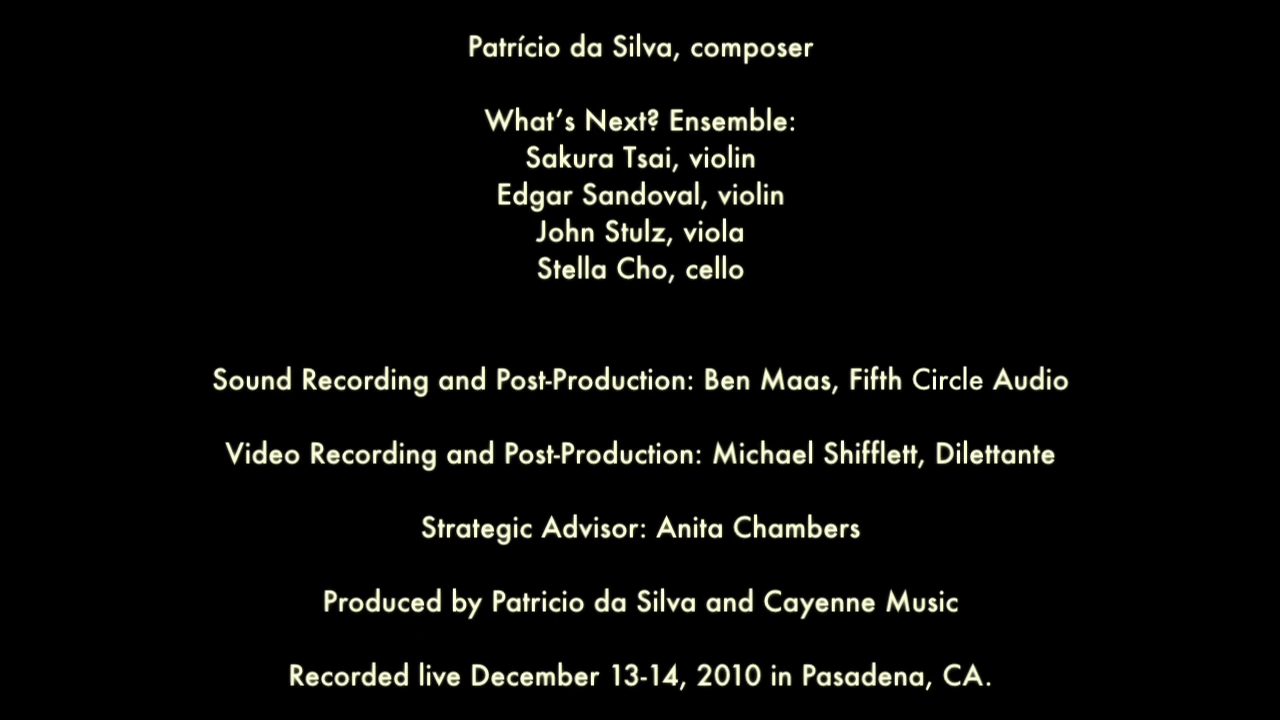 Patrício da Silva, composer
What's Next? Ensemble:
Sakura Tsai, violin
Edgar Sandoval, violin
John Stulz, viola
Stella Cho, cello
Sound Recording and Post-Production: Ben Maas, Fifth Circle Audio
Video Recording and Post-Production: Michael Shifflett, Dilettante
Strategic Advisor: Anita Chambers
Produced by Patricio da Silva and Cayenne Music
Recorded live December 13-14, 2010 in Pasadena, CA.